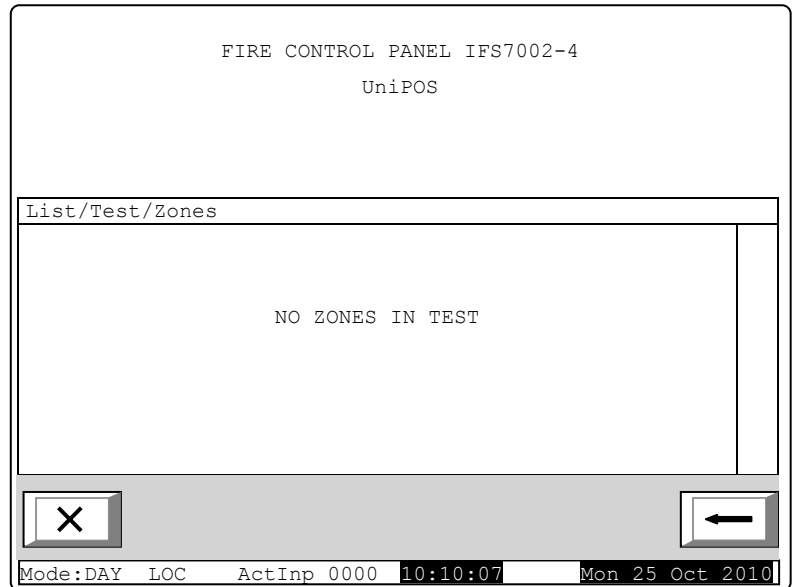 FIRE CONTROL PANEL IFS7002-4
UniPOS
List/Test/Zones
NO ZONES IN TEST
Mode:DAY LOC ActInp 0000 10:10:07 Mon 25 Oct 2010